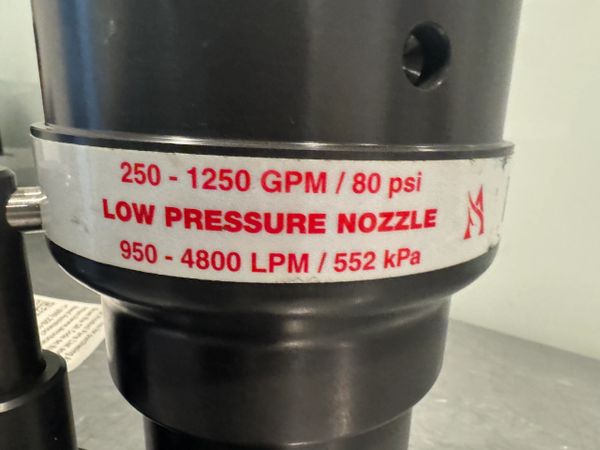 250 - 1250 GPM / 80 psi
LOW PRESSURE NOZZLE
950 - 4800 LPM / 552 kPa